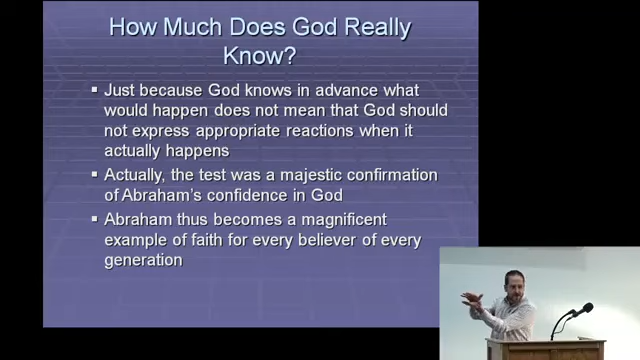 How Much Does God Really
Know?
Just because God knows in advance what
would happen does not mean that God should
not express appropriate reactions when it
actually happens
Actually, the test was a majestic confirmation
of Abraham's confidence in God
Abraham thus becomes a magnificent
example of faith for every believer of every
generation